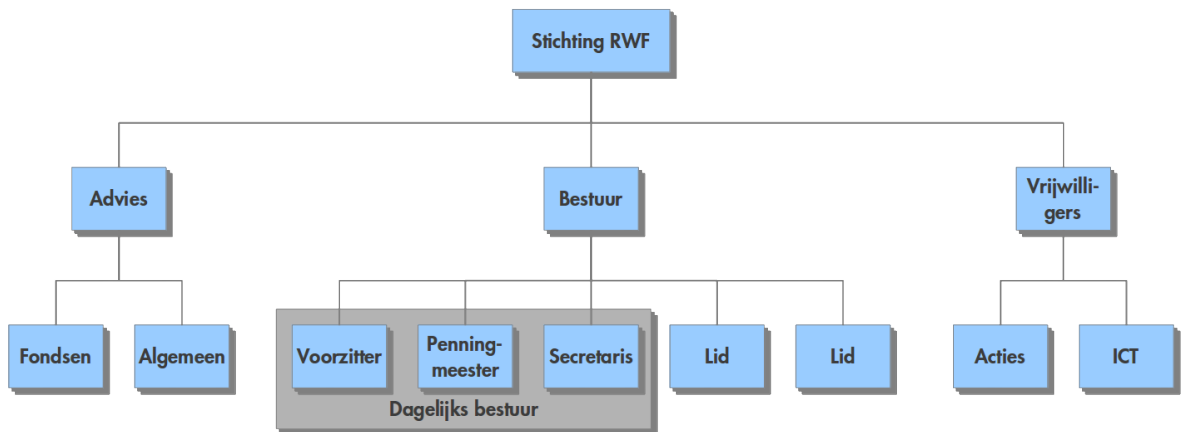 Stichting RWF
Advies
Bestuur
Vrijwilli-
gers
Fondsen
Algemeen
Voorzitter
Penning-
meester
Secretaris
Lid
Lid
Acties
ICT
Dagelijks bestuur